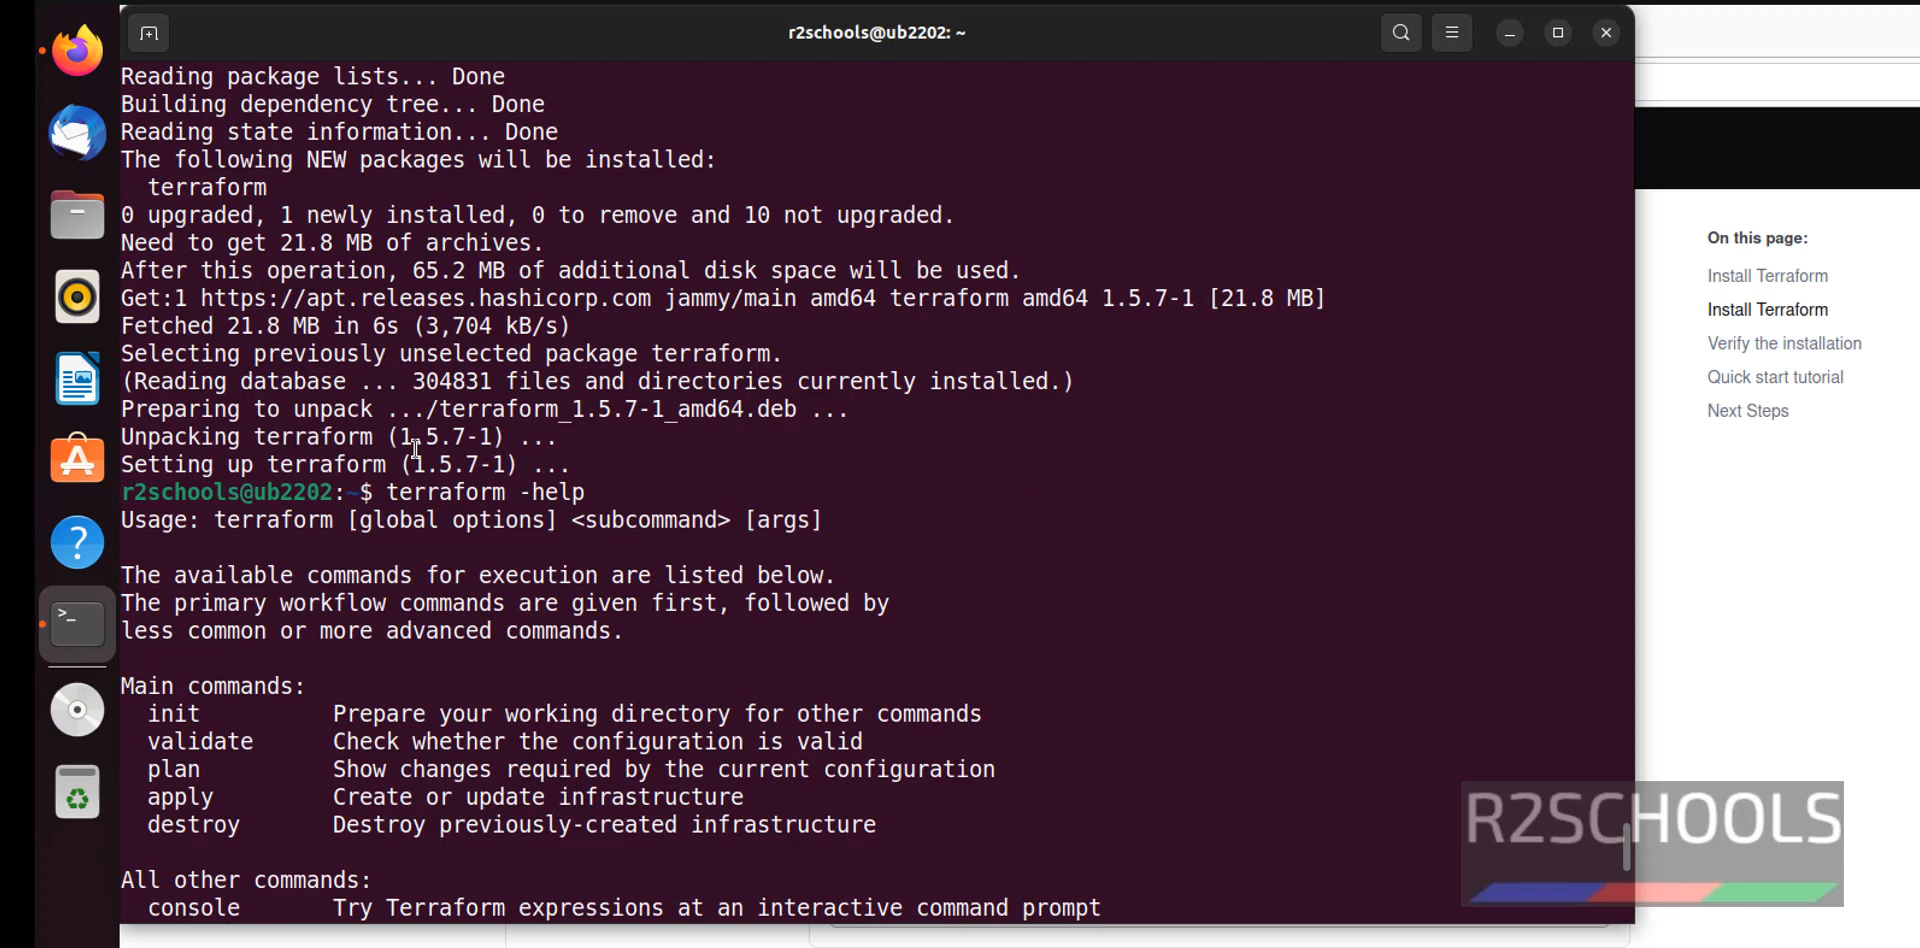 r2schools@ub2202: ~
Reading package lists... Done
Building dependency tree... Done
Reading state information... Done
The following NEW packages will be installed:
  terraform
0 upgraded, 1 newly installed, 0 to remove and 10 not upgraded.
Need to get 21.8 MB of archives.
After this operation, 65.2 MB of additional disk space will be used.
Get:1 https://apt.releases.hashicorp.com jammy/main amd64 terraform amd64 1.5.7-1 [21.8 MB]
Fetched 21.8 MB in 6s (3,704 kB/s)
Selecting previously unselected package terraform.
(Reading database ... 304831 files and directories currently installed.)
Preparing to unpack .../terraform_1.5.7-1_amd64.deb ...
Unpacking terraform (1.5.7-1) ...
Setting up terraform (1.5.7-1) ...
r2schools@ub2202:~$ terraform -help
Usage: terraform [global options] <subcommand> [args]
The available commands for execution are listed below.
The primary workflow commands are given first, followed by
less common or more advanced commands.
Main commands:
  init          Prepare your working directory for other commands
  validate      Check whether the configuration is valid
  plan          Show changes required by the current configuration
  apply         Create or update infrastructure
  destroy       Destroy previously-created infrastructure
All other commands:
  console       Try Terraform expressions at an interactive command prompt
On this page:
Install Terraform
Install Terraform
Verify the installation
Quick start tutorial
Next Steps
R2SCHOOLS